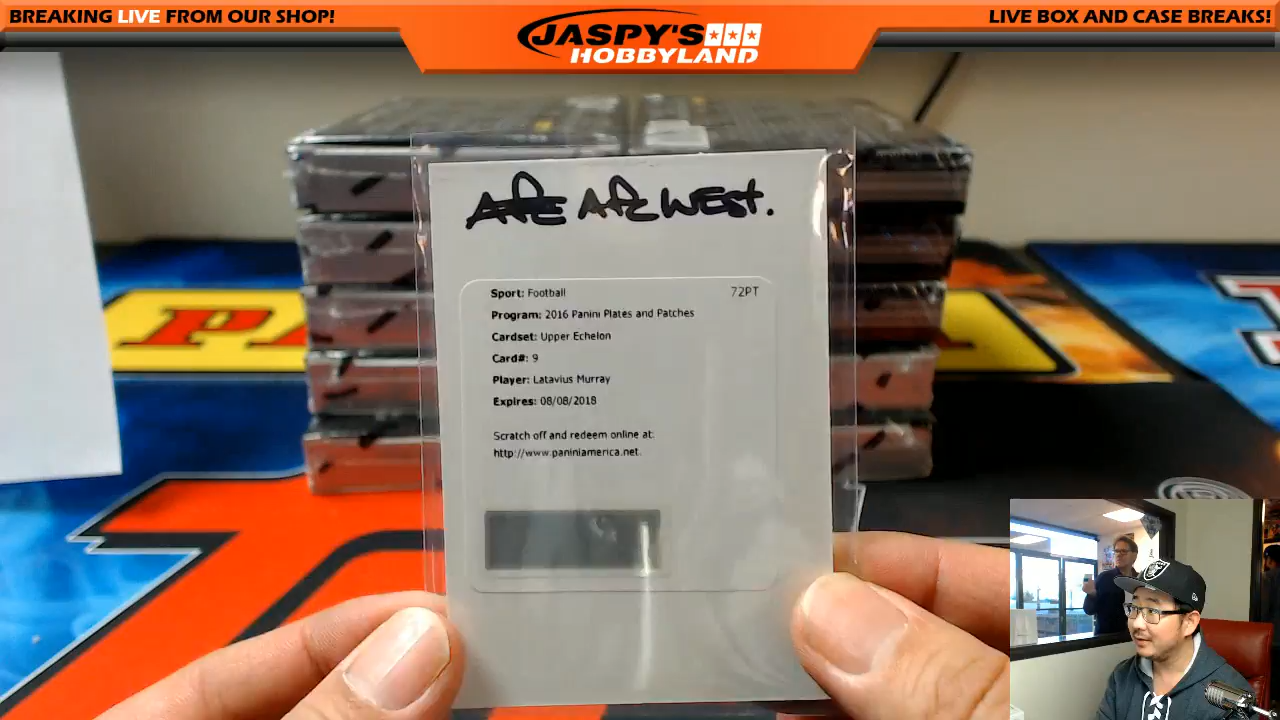 BREAKING LIVE FROM OUR SHOP!
JASPY'S
HOBBYLAND
LIVE BOX AND CASE BREAKS!
AFC WEST.
Sport: Football
72PT
Program: 2016 Panini Plates and Patches
Cardset: Upper Echelon
Card#: 9
Player: Latavius Murray
Expires: 08/08/2018
Scratch off and redeem online at:
http://www.paniniamerica.net.